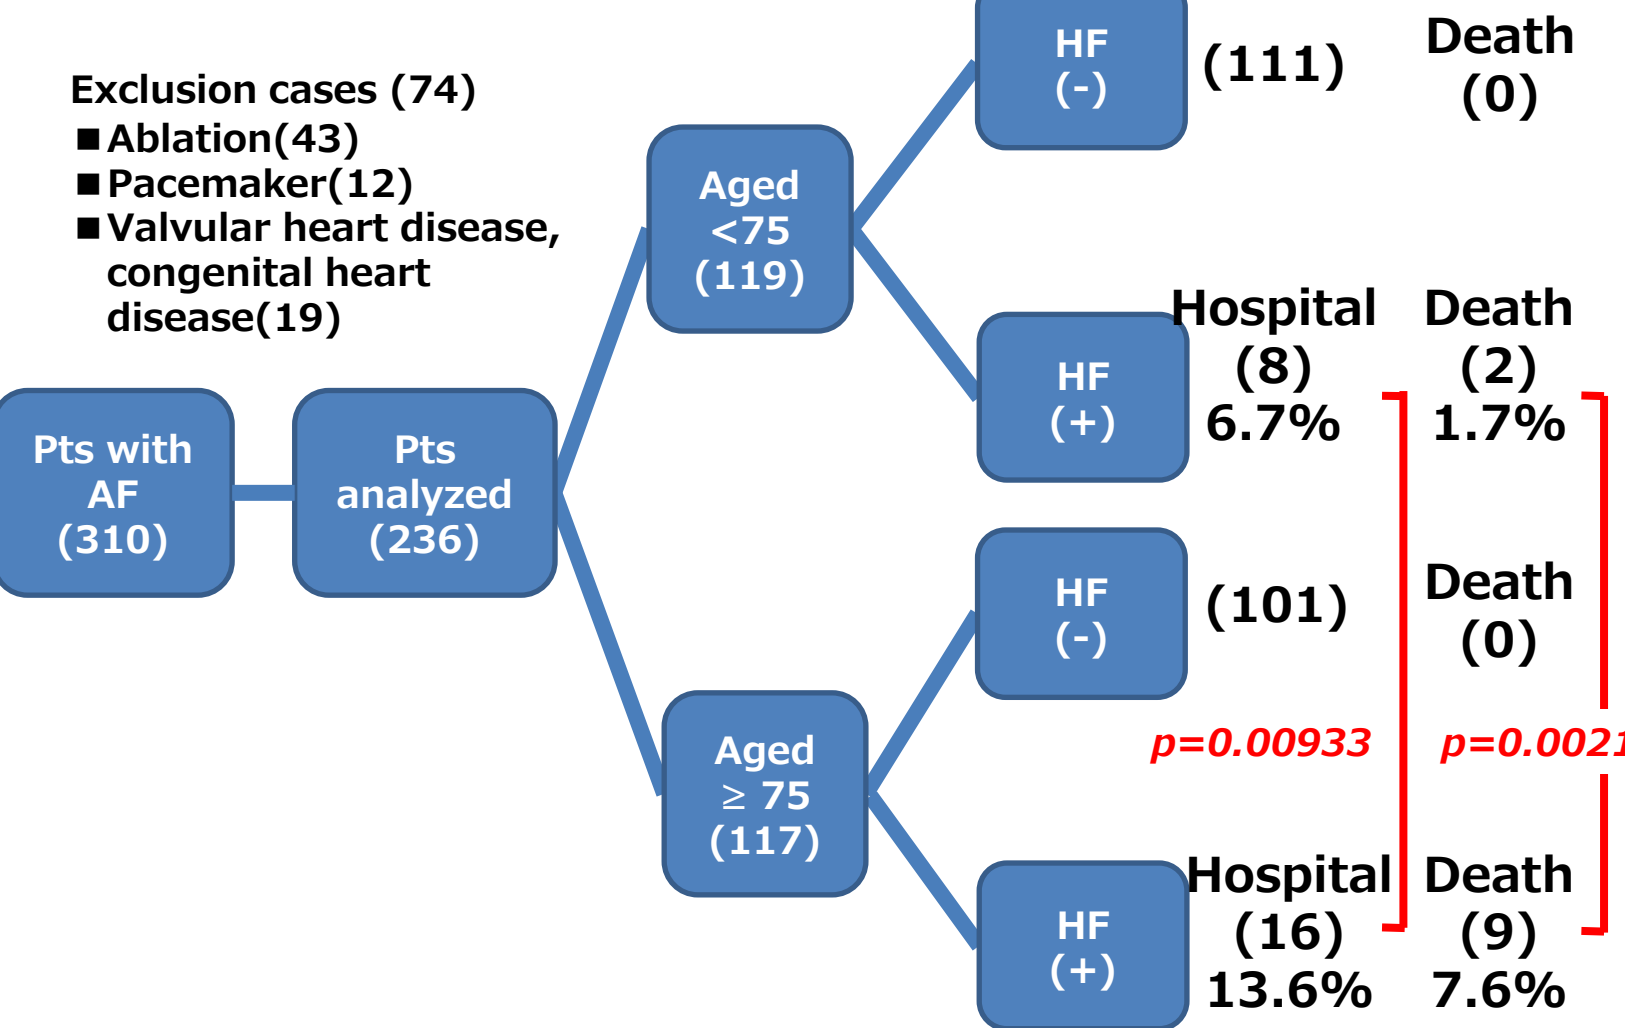 Exclusion cases (74)
■Ablation(43)
■Pacemaker(12)
■Valvular heart disease,
congenital heart
disease(19)
Pts with
AF
(310)
Pts
analyzed
(236)
Aged
<75
(119)
HF
(-)
(111)
Death
(0)
HF
(+)
Hospital
(8)
6.7%
Death
(2)
1.7%
Aged
≥ 75
(117)
HF
(-)
(101)
Death
(0)
p=0.00933
p=0.0021
HF
(+)
Hospital
(16)
13.6%
Death
(9)
7.6%